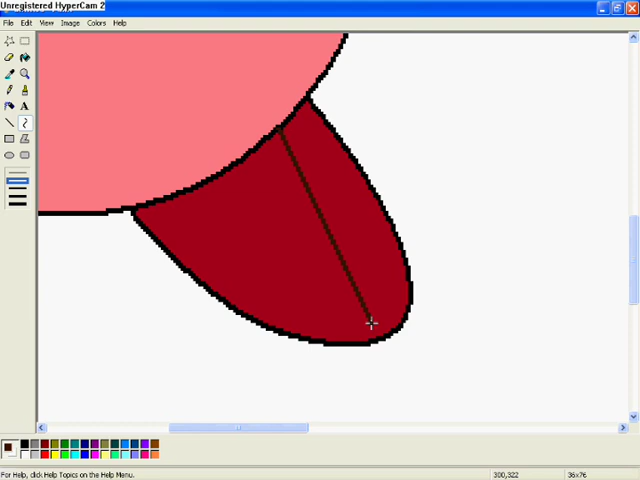 Unregistered HyperCam 2
File Edit View Image Colors Help
A
For Help, click Help Topics on the Help Menu.
300,322
36x76